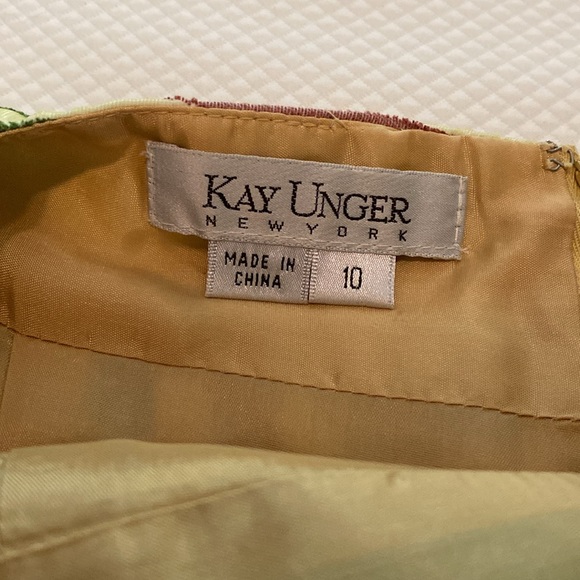 KAY UNGER
NEW YORK
MADE IN
CHINA
10